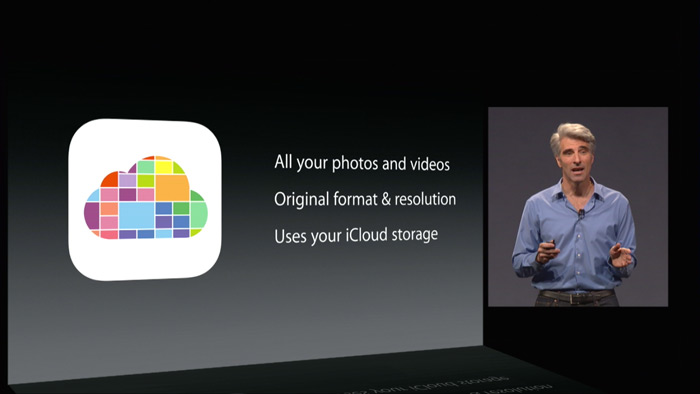 All your photos and videos
Original format & resolution
Uses your iCloud storage